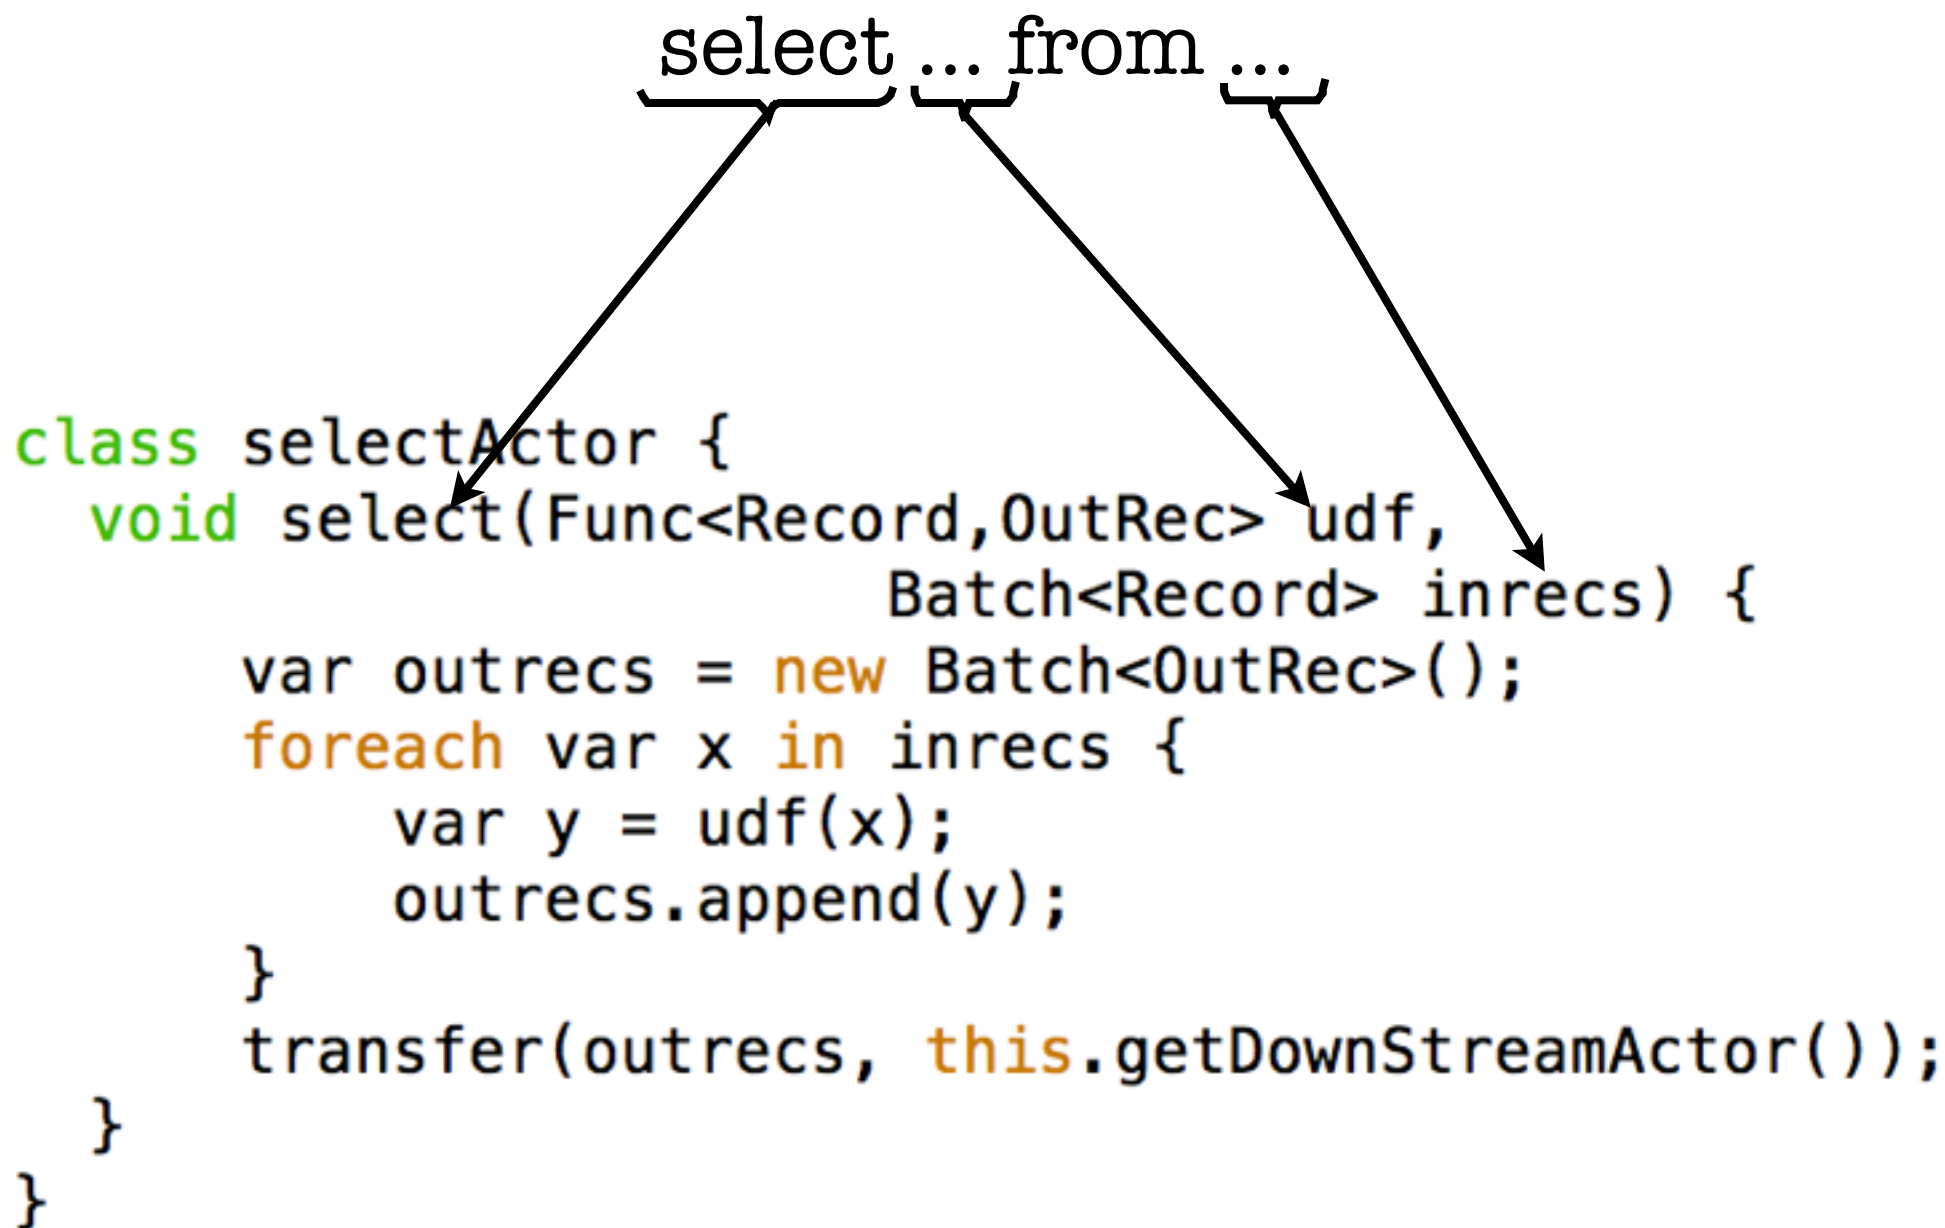 select ... from ...
class selectActor {
void select(Func<Record,OutRec> udf,
Batch<Record> inrecs) {
var outrecs = new Batch<OutRec>();
foreach var x in inrecs {
var y = udf(x);
outrecs.append(y);
}
transfer(outrecs, this.getDownStreamActor());
}
}